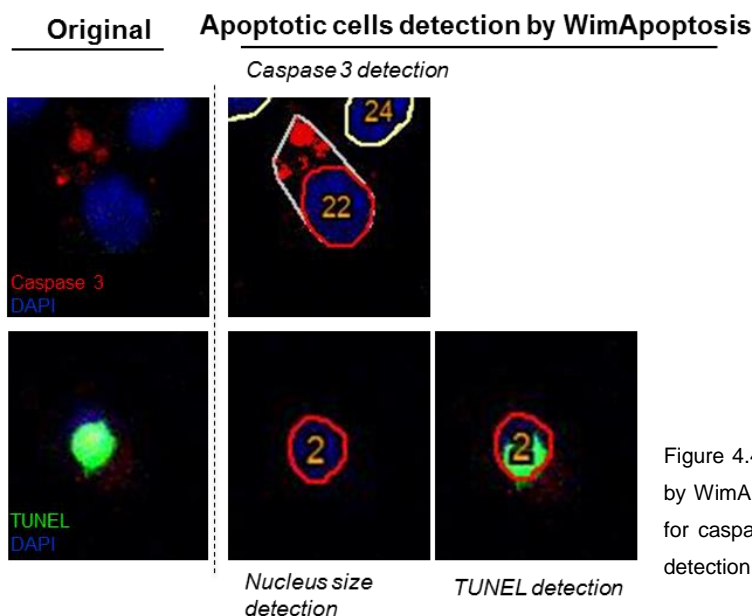 Original
Apoptotic cells detection by WimApoptosis
Caspase 3 detection
24
22
Caspase 3
DAPI
2
2
TUNEL
DAPI
Nucleus size
detection
TUNEL detection
Figure 4.4
by WimA
for caspa
detection